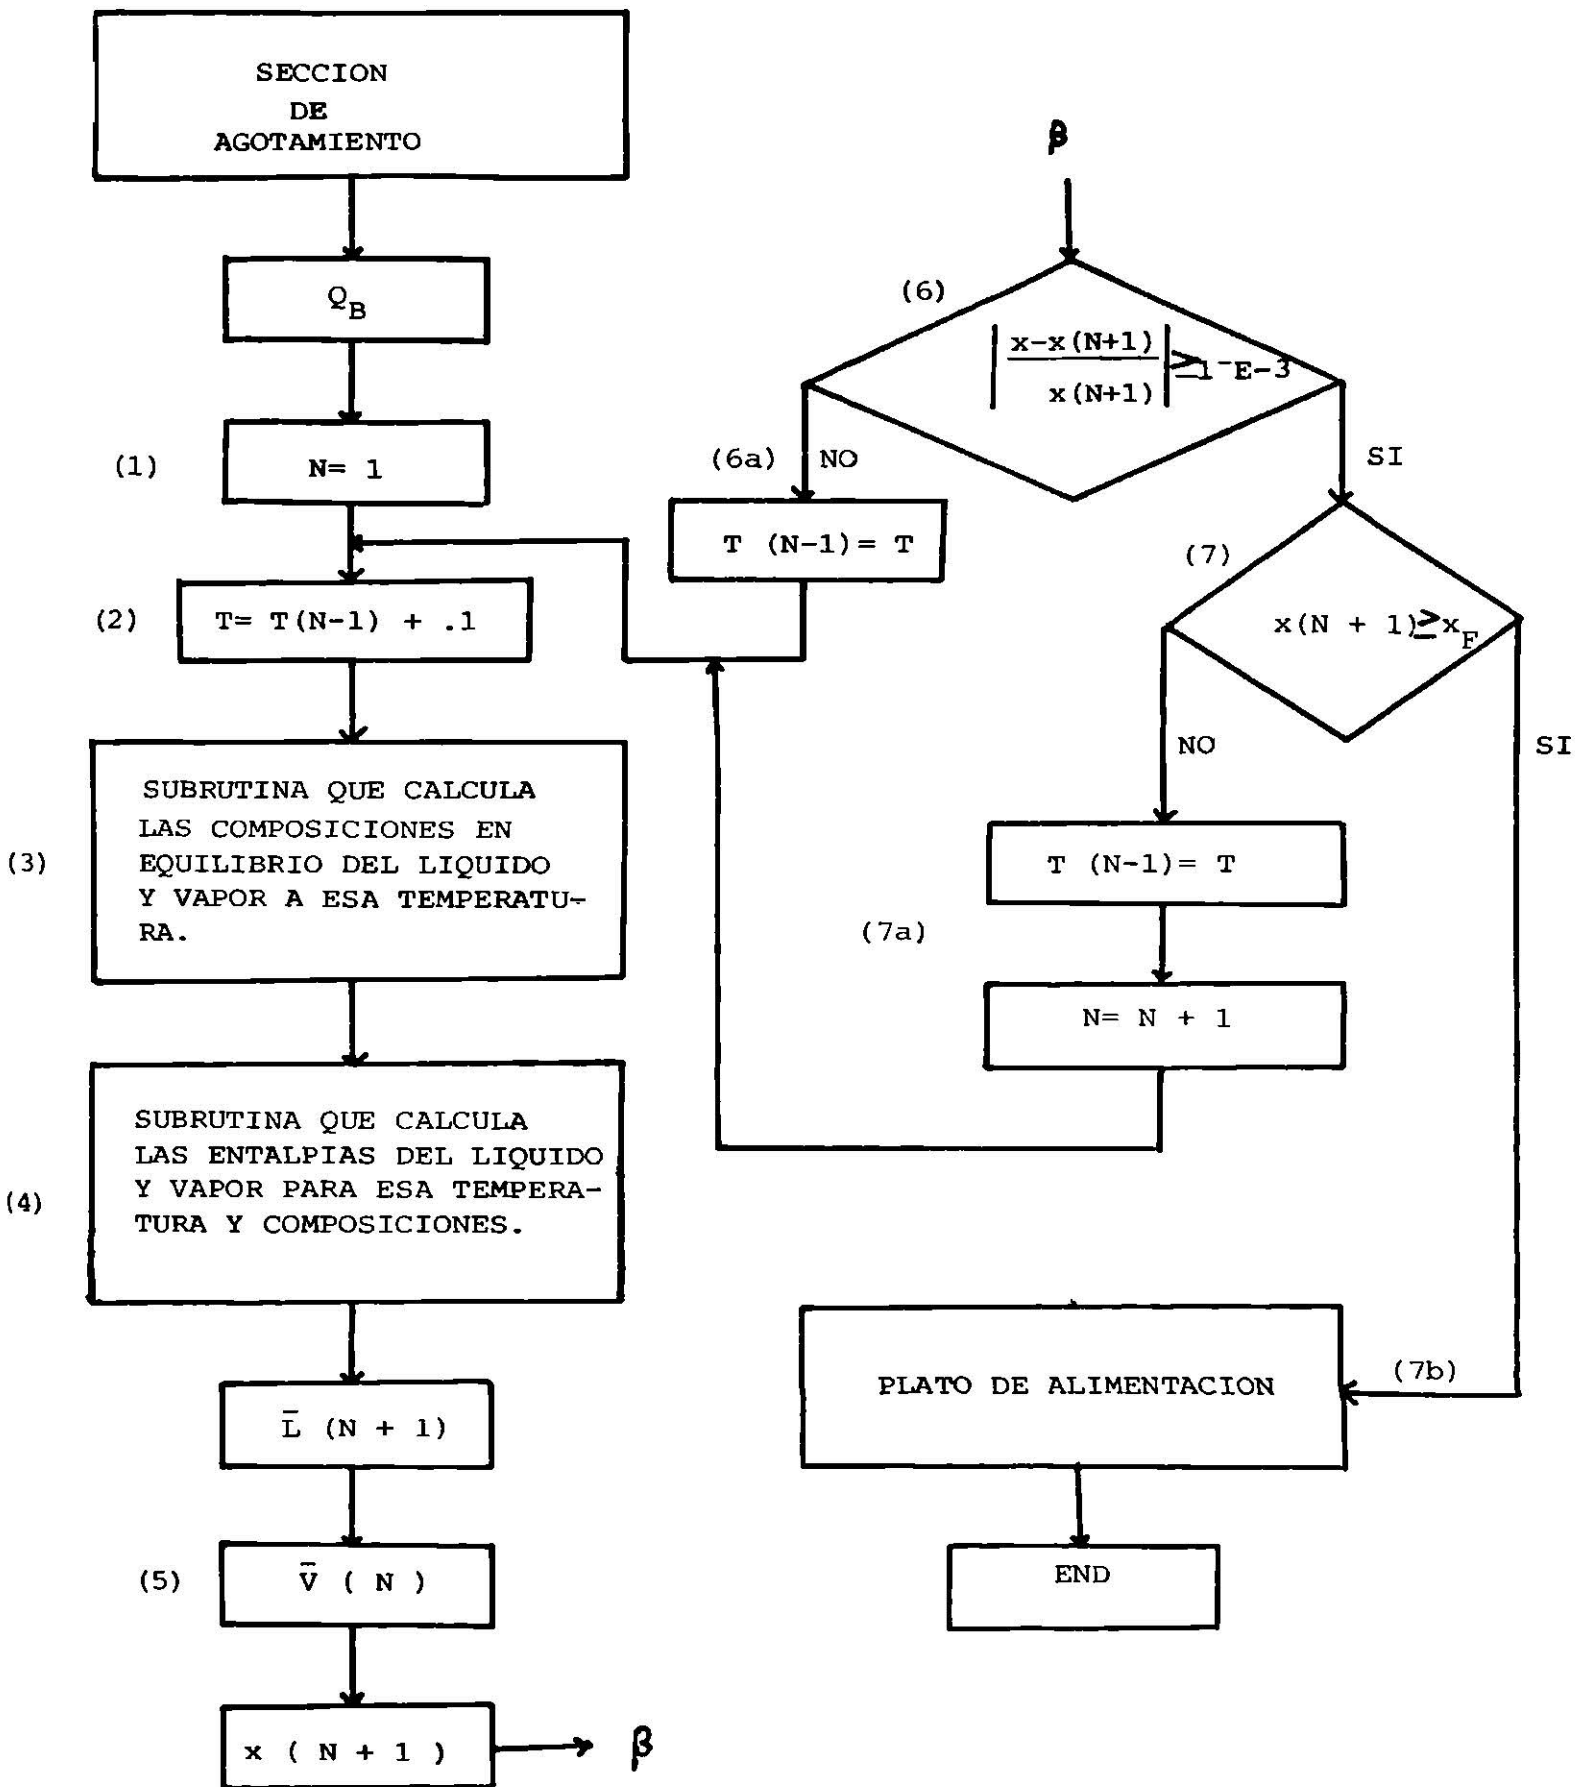 SECCION
DE
AGOTAMIENTO
Q_B
(1)
N= 1
(2)
T= T(N-1) + .1
(3)
SUBRUTINA QUE CALCULA
LAS COMPOSICIONES EN
EQUILIBRIO DEL LIQUIDO
Y VAPOR A ESA TEMPERATU-
RA.
(4)
SUBRUTINA QUE CALCULA
LAS ENTALPIAS DEL LIQUIDO
Y VAPOR PARA ESA TEMPERA-
TURA Y COMPOSICIONES.
L̄ (N + 1)
(5)
V̄ ( N )
x ( N + 1 )
β
β
(6)
|x-x(N+1)
x(N+1)| ≥1-E-3
(6a)
NO
SI
T (N-1)= T
(7)
x(N + 1)≥x_F
NO
SI
T (N-1)= T
(7a)
N= N + 1
PLATO DE ALIMENTACION
(7b)
END